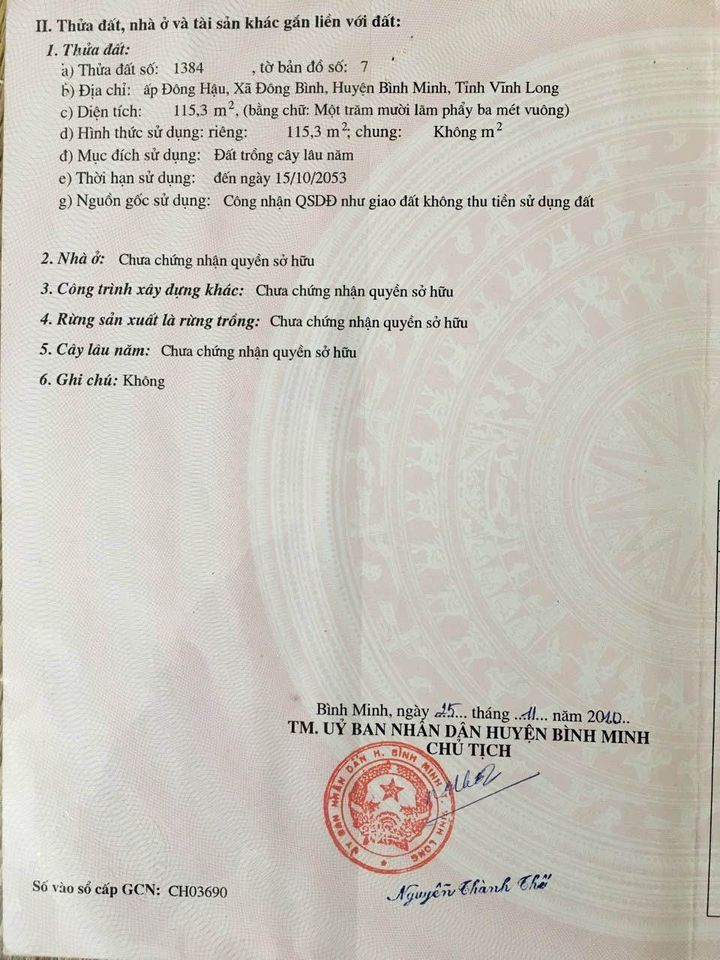 II. Thửa đất, nhà ở và tài sản khác gắn liền với đất:
1. Thửa đất:
a) Thửa đất số: 1384 , tờ bản đồ số: 7
b) Địa chỉ: ấp Đông Hậu, Xã Đông Bình, Huyện Bình Minh, Tỉnh Vĩnh Long
c) Diện tích: 115,3 m², (bằng chữ: Một trăm mười lăm phẩy ba mét vuông)
d) Hình thức sử dụng: riêng: 115,3 m²; chung: Không m²
đ) Mục đích sử dụng: Đất trồng cây lâu năm
e) Thời hạn sử dụng: đến ngày 15/10/2053
g) Nguồn gốc sử dụng: Công nhận QSDĐ như giao đất không thu tiền sử dụng đất
2. Nhà ở: Chưa chứng nhận quyền sở hữu
3. Công trình xây dựng khác: Chưa chứng nhận quyền sở hữu
4. Rừng sản xuất là rừng trồng: Chưa chứng nhận quyền sở hữu
5. Cây lâu năm: Chưa chứng nhận quyền sở hữu
6. Ghi chú: Không
Bình Minh, ngày 25... tháng ..11... năm 2010..
TM. UỶ BAN NHÂN DÂN HUYỆN BÌNH MINH
CHỦ TỊCH
ỦY BAN NHÂN DÂN H. BÌNH MINH T. VĨNH LONG
Nguyễn Thành Thế
Số vào sổ cấp GCN: CH03690